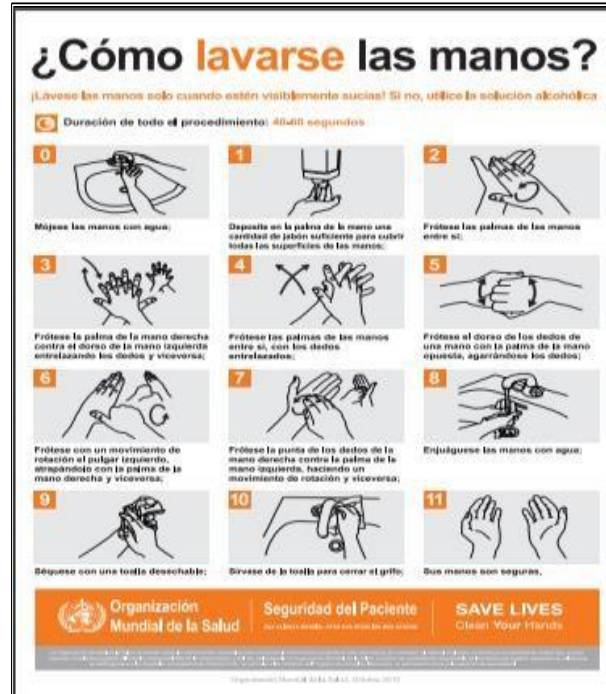 ¿Cómo lavarse las manos?
¡Lávese las manos solo cuando estén visiblemente sucias! Si no, utilice la solución alcohólica
Duración de todo el procedimiento: 40-60 segundos
0
Mójese las manos con agua;
1
Deposite en la palma de la mano una
cantidad de jabón suficiente para cubrir
todas las superficies de las manos;
2
Frótese las palmas de las manos
entre sí;
3
Frótese la palma de la mano derecha
contra el dorso de la mano izquierda
entrelazando los dedos y viceversa;
4
Frótese las palmas de las manos
entre sí, con los dedos
entrelazados;
5
Frótese el dorso de los dedos de
una mano con la palma de la mano
opuesta, agarrándose los dedos;
6
Frótese con un movimiento de
rotación el pulgar izquierdo,
atrapándolo con la palma de la
mano derecha y viceversa;
7
Frótese la punta de los dedos de la
mano derecha contra la palma de la
mano izquierda, haciendo un
movimiento de rotación y viceversa;
8
Enjuáguese las manos con agua;
9
Séquese con una toalla desechable;
10
Sírvase de la toalla para cerrar el grifo;
11
Sus manos son seguras.
Organización
Mundial de la Salud
Seguridad del Paciente
SAVE LIVES
Clean Your Hands
Organización Mundial de la Salud, Octubre 2010